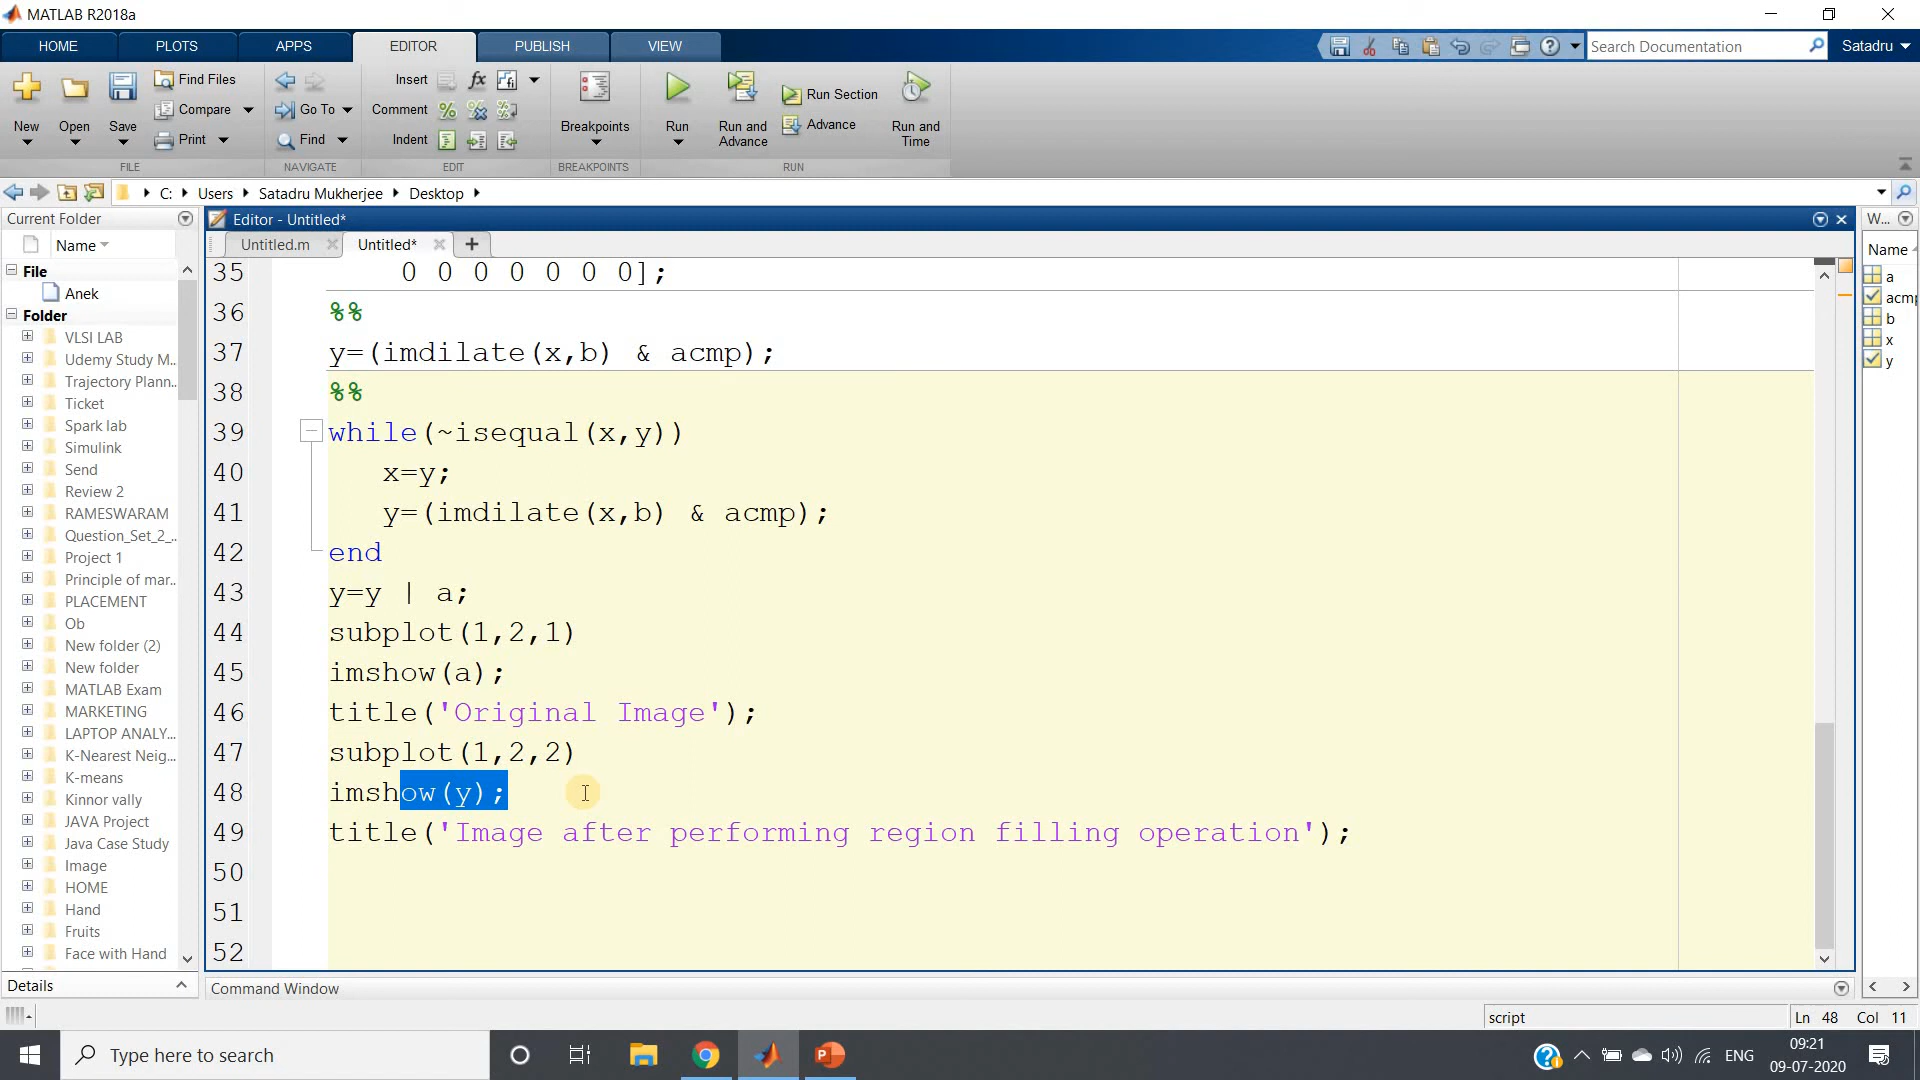 MATLAB R2018a
HOME PLOTS APPS EDITOR PUBLISH VIEW
Search Documentation
Satadru
New Open Save
Find Files
Compare
Print
FILE
Go To
Find
NAVIGATE
Insert fx
Comment
Indent
EDIT
Breakpoints
BREAKPOINTS
Run
Run and Advance
Run Section
Advance
Run and Time
RUN
C: Users Satadru Mukherjee Desktop
Current Folder
Name
File
Anek
Folder
VLSI LAB
Udemy Study M...
Trajectory Plann...
Ticket
Spark lab
Simulink
Send
Review 2
RAMESWARAM
Question_Set_2_...
Project 1
Principle of mar...
PLACEMENT
Ob
New folder (2)
New folder
MATLAB Exam
MARKETING
LAPTOP ANALY...
K-Nearest Neig...
K-means
Kinnor vally
JAVA Project
Java Case Study
Image
HOME
Hand
Fruits
Face with Hand
Details
Editor - Untitled*
Untitled.m Untitled*
35 0 0 0 0 0 0 0];
36 %%
37 y=(imdilate(x,b) & acmp);
38 %%
39 while(~isequal(x,y))
40 x=y;
41 y=(imdilate(x,b) & acmp);
42 end
43 y=y | a;
44 subplot(1,2,1)
45 imshow(a);
46 title('Original Image');
47 subplot(1,2,2)
48 imshow(y);
49 title('Image after performing region filling operation');
50
51
52
Command Window
W...
Name
a
acmp
b
x
y
script
Ln 48 Col 11
Type here to search
ENG
09:21
09-07-2020